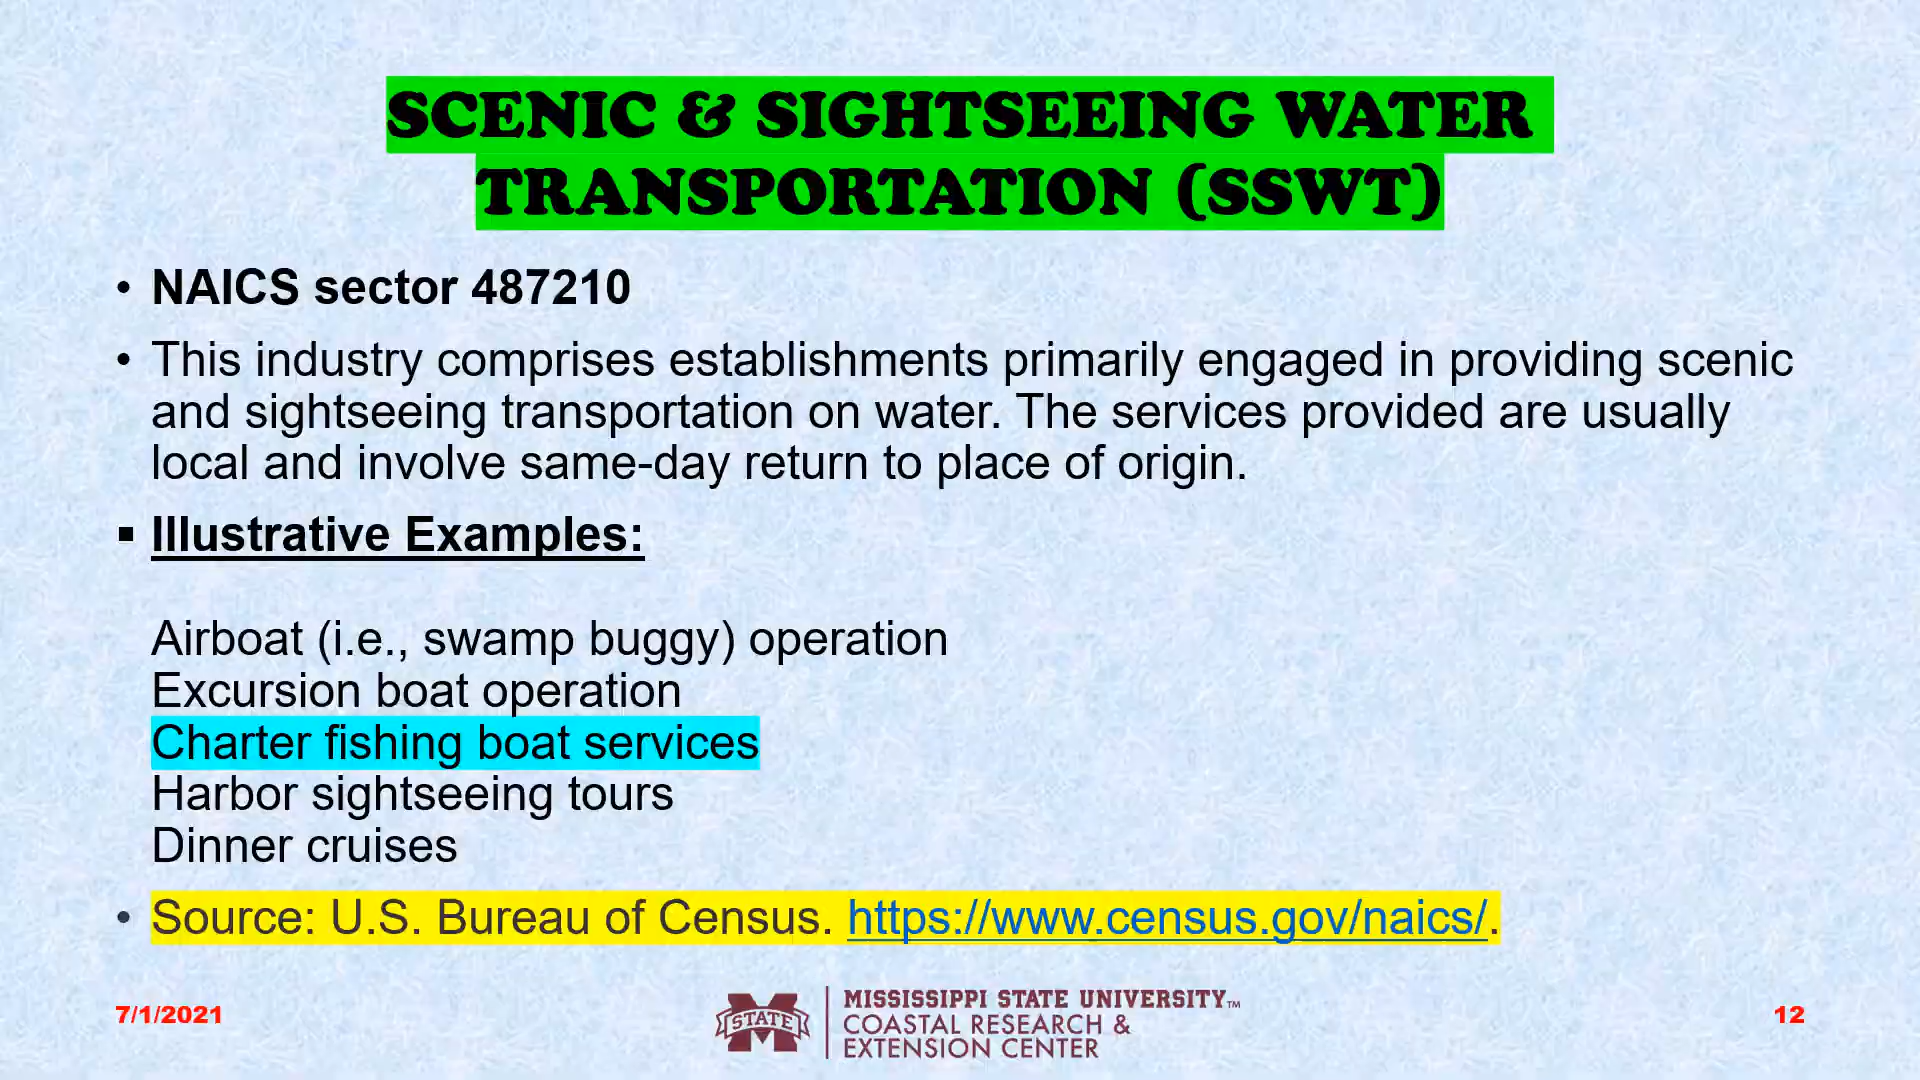 SCENIC & SIGHTSEEING WATER
TRANSPORTATION (SSWT)
• NAICS sector 487210
• This industry comprises establishments primarily engaged in providing scenic
and sightseeing transportation on water. The services provided are usually
local and involve same-day return to place of origin.
▪ Illustrative Examples:
Airboat (i.e., swamp buggy) operation
Excursion boat operation
Charter fishing boat services
Harbor sightseeing tours
Dinner cruises
• Source: U.S. Bureau of Census. https://www.census.gov/naics/.
7/1/2021
STATE
MISSISSIPPI STATE UNIVERSITY™
COASTAL RESEARCH &
EXTENSION CENTER
12